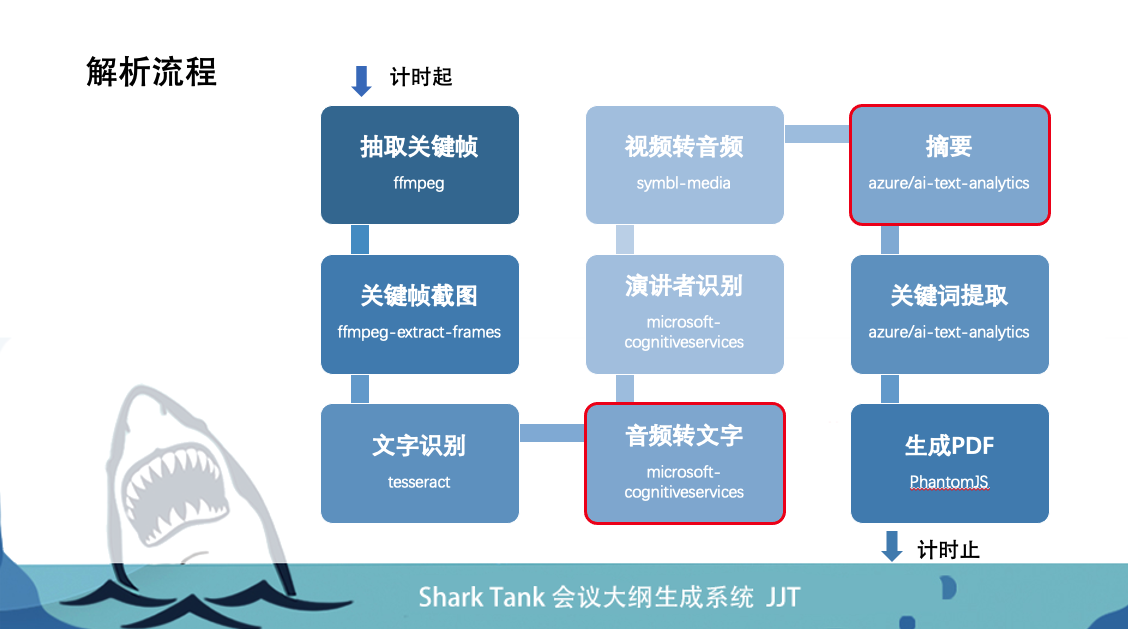 解析流程
计时起
抽取关键帧
ffmpeg
关键帧截图
ffmpeg-extract-frames
文字识别
tesseract
视频转音频
symbl-media
演讲者识别
microsoft-
cognitiveservices
音频转文字
microsoft-
cognitiveservices
摘要
azure/ai-text-analytics
关键词提取
azure/ai-text-analytics
生成PDF
PhantomJS
计时止
Shark Tank 会议大纲生成系统 JJT